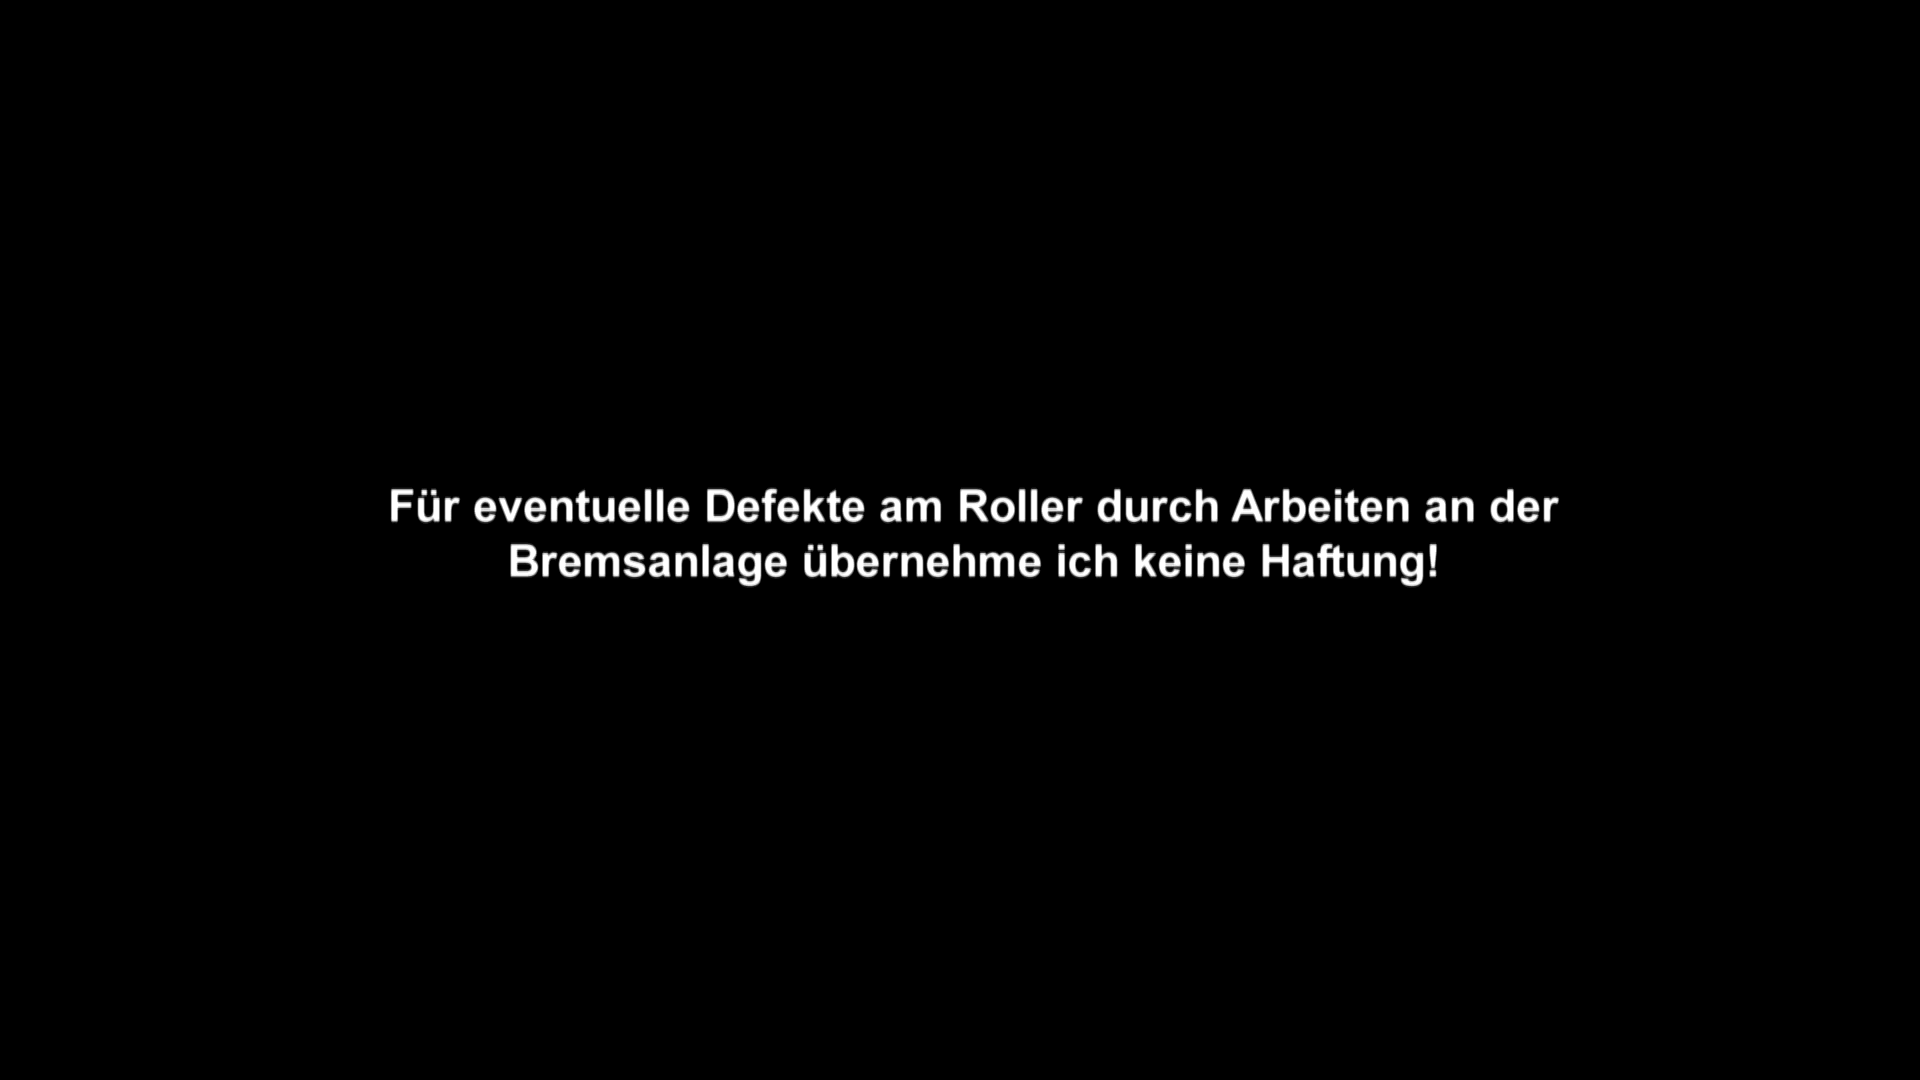 Für eventuelle Defekte am Roller durch Arbeiten an der
Bremsanlage übernehme ich keine Haftung!